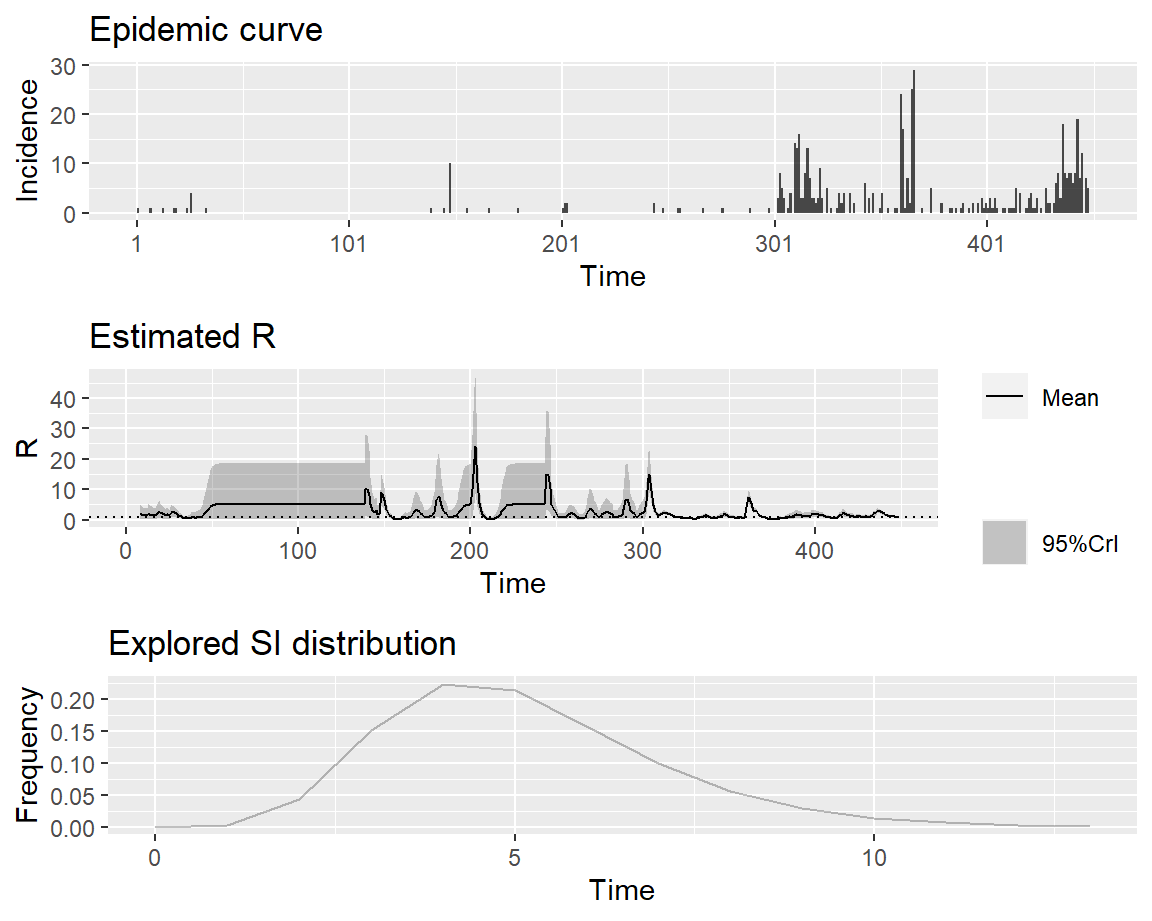 Epidemic curve
Incidence
30
20
10
0
1 101 201 301 401
Time
Estimated R
R
40
30
20
10
0
0 100 200 300 400
Time
Mean
95%CrI
Explored SI distribution
Frequency
0.20
0.15
0.10
0.05
0.00
0 5 10
Time